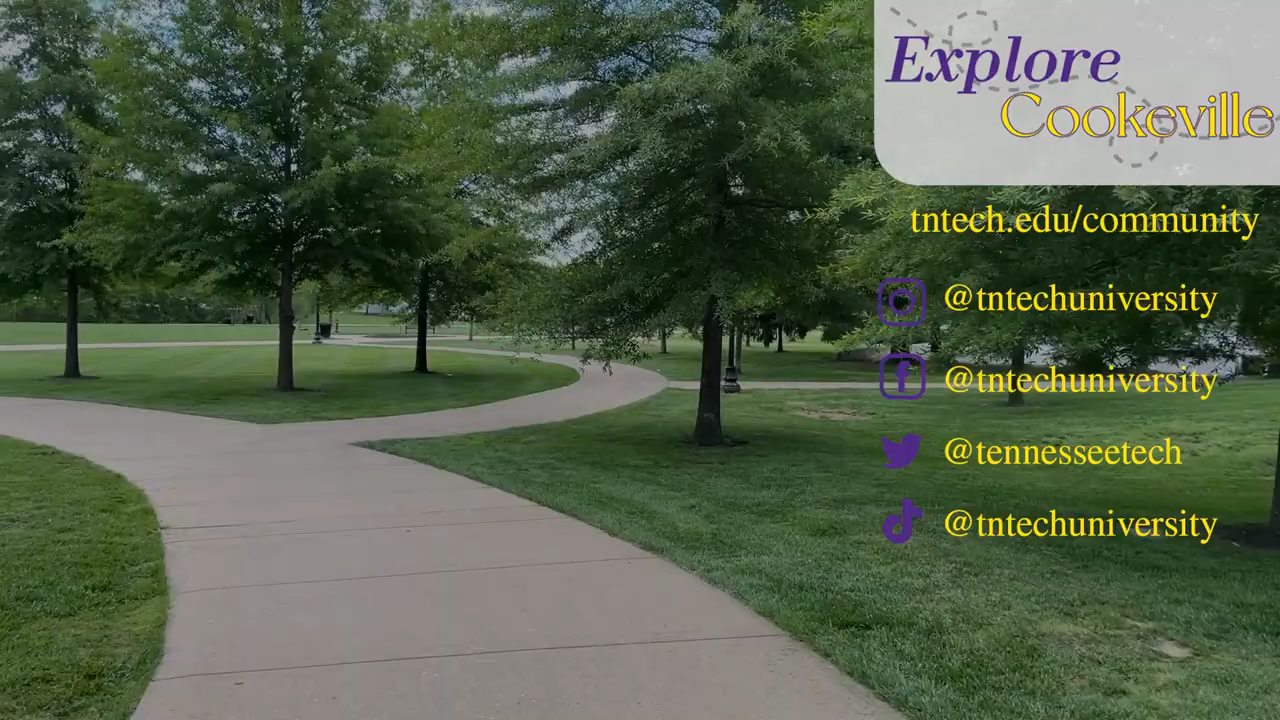 Explore
Cookeville
tntech.edu/community
@tntechuniversity
@tntechuniversity
@tennesseetech
@tntechuniversity